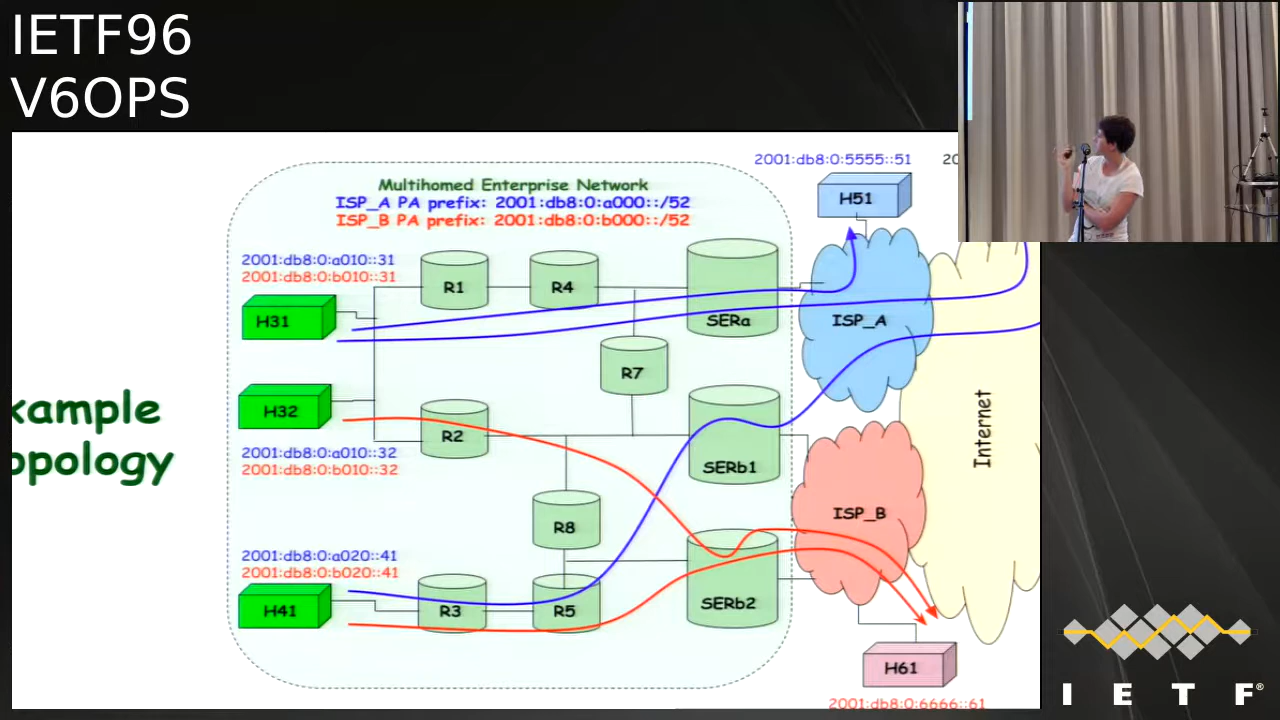 IETF96
V6OPS
2001:db8:0:5555::51
20
Multihomed Enterprise Network
ISP_A PA prefix: 2001:db8:0:a000::/52
ISP_B PA prefix: 2001:db8:0:b000::/52
H51
2001:db8:0:a010::31
2001:db8:0:b010::31
R1
R4
H31
SERa
ISP_A
R7
xample
opology
H32
R2
Internet
2001:db8:0:a010::32
2001:db8:0:b010::32
SERb1
ISP_B
R8
2001:db8:0:a020::41
2001:db8:0:b020::41
H41
R3
R5
SERb2
H61
2001:db8:0:6666::61
I E T F®